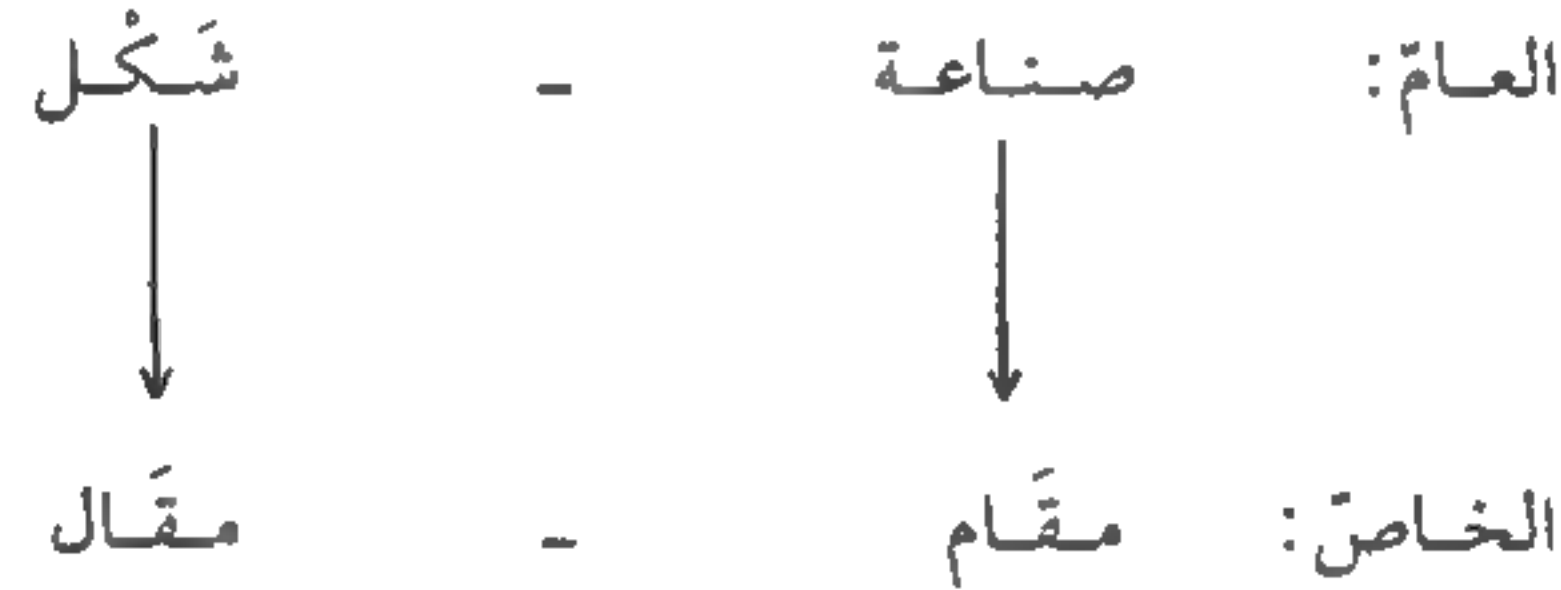 العامّ: صناعة - شَكْل
الخاصّ: مقَام - مقَال